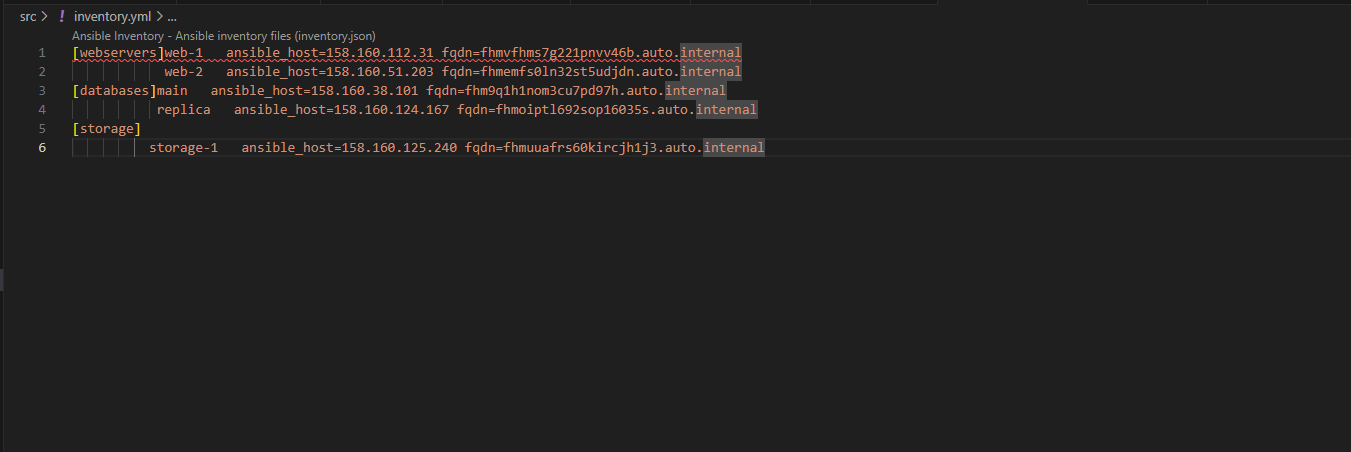 src > ! inventory.yml > ...
Ansible Inventory - Ansible inventory files (inventory.json)
1 [webservers]web-1 ansible_host=158.160.112.31 fqdn=fhmvfhms7g221pnvv46b.auto.internal
2 web-2 ansible_host=158.160.51.203 fqdn=fhmemfs0ln32st5udjdn.auto.internal
3 [databases]main ansible_host=158.160.38.101 fqdn=fhm9q1h1nom3cu7pd97h.auto.internal
4 replica ansible_host=158.160.124.167 fqdn=fhmoiptl692sop16035s.auto.internal
5 [storage]
6 storage-1 ansible_host=158.160.125.240 fqdn=fhmuuafrs60kircjh1j3.auto.internal